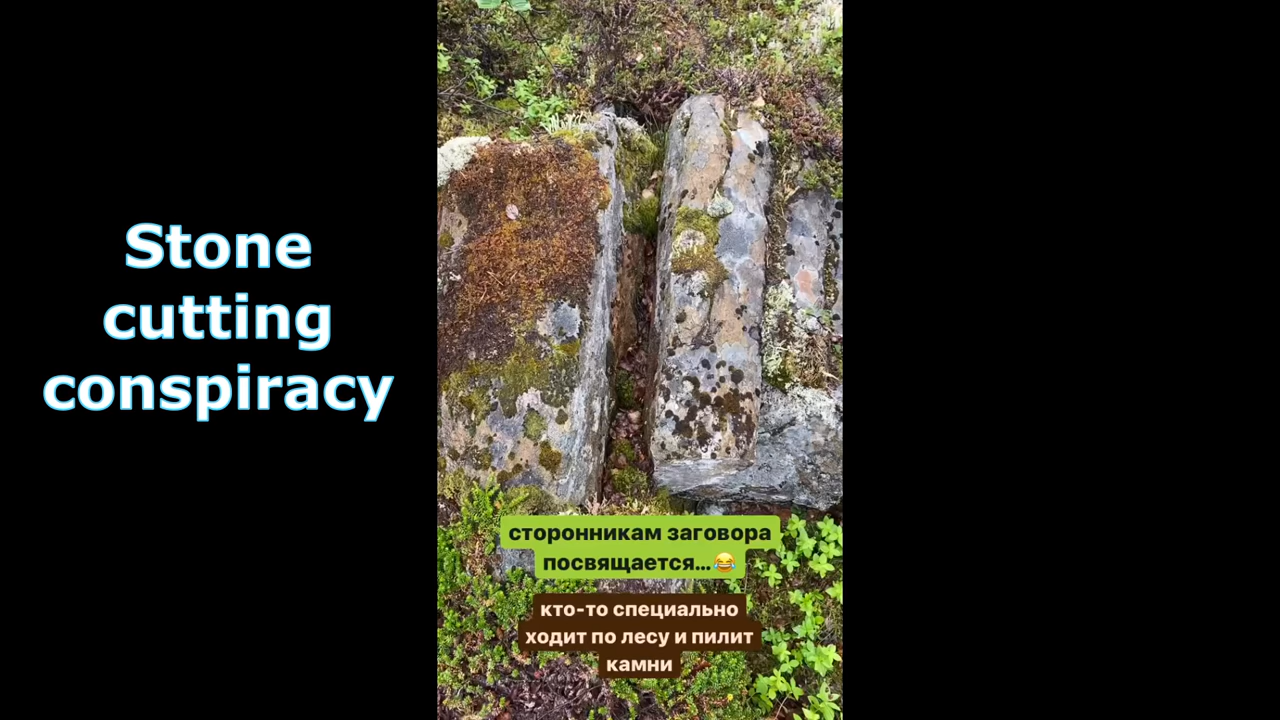 Stone
cutting
conspiracy
сторонникам заговора
посвящается...😂
кто-то специально
ходит по лесу и пилит
камни